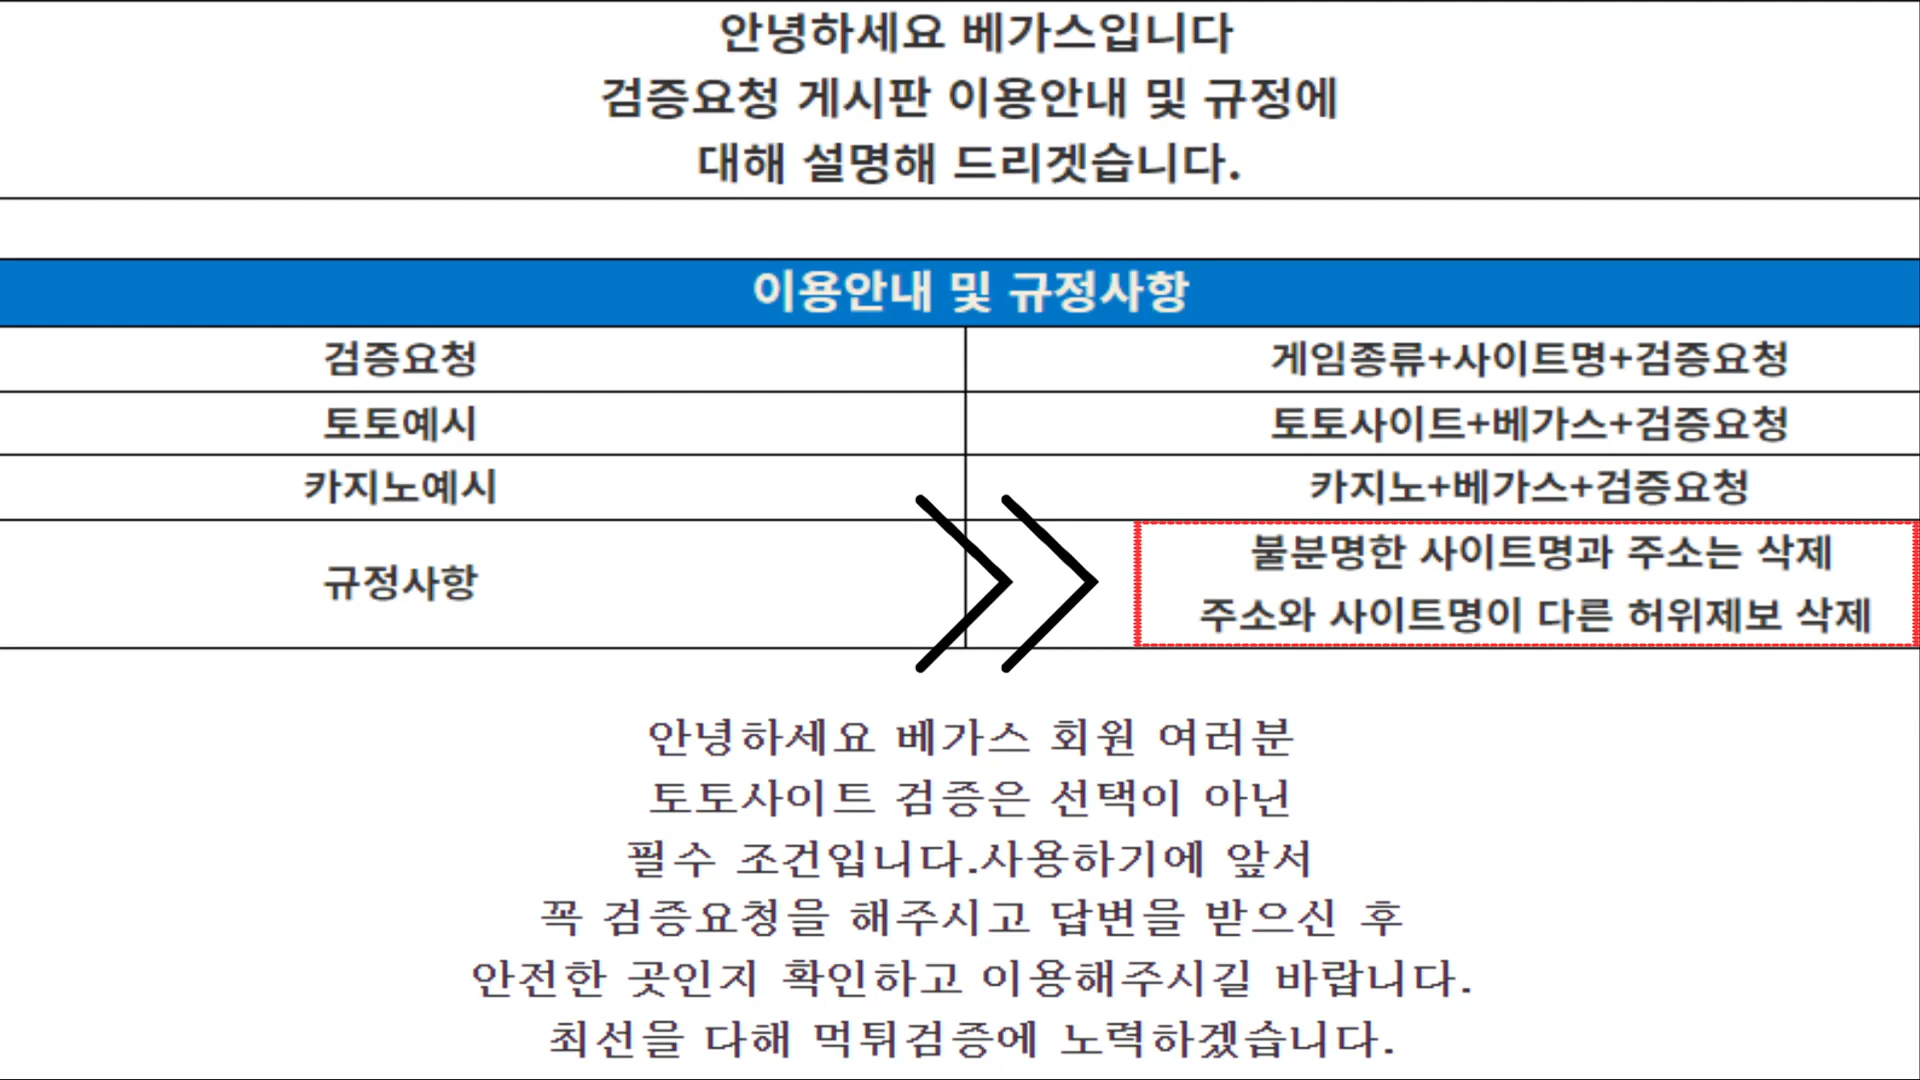 안녕하세요 베가스입니다
검증요청 게시판 이용안내 및 규정에
대해 설명해 드리겟습니다.
이용안내 및 규정사항
검증요청
게임종류+사이트명+검증요청
토토예시
토토사이트+베가스+검증요청
카지노예시
카지노+베가스+검증요청
규정사항
불분명한 사이트명과 주소는 삭제
주소와 사이트명이 다른 허위제보 삭제
안녕하세요 베가스 회원 여러분
토토사이트 검증은 선택이 아닌
필수 조건입니다.사용하기에 앞서
꼭 검증요청을 해주시고 답변을 받으신 후
안전한 곳인지 확인하고 이용해주시길 바랍니다.
최선을 다해 먹튀검증에 노력하겠습니다.